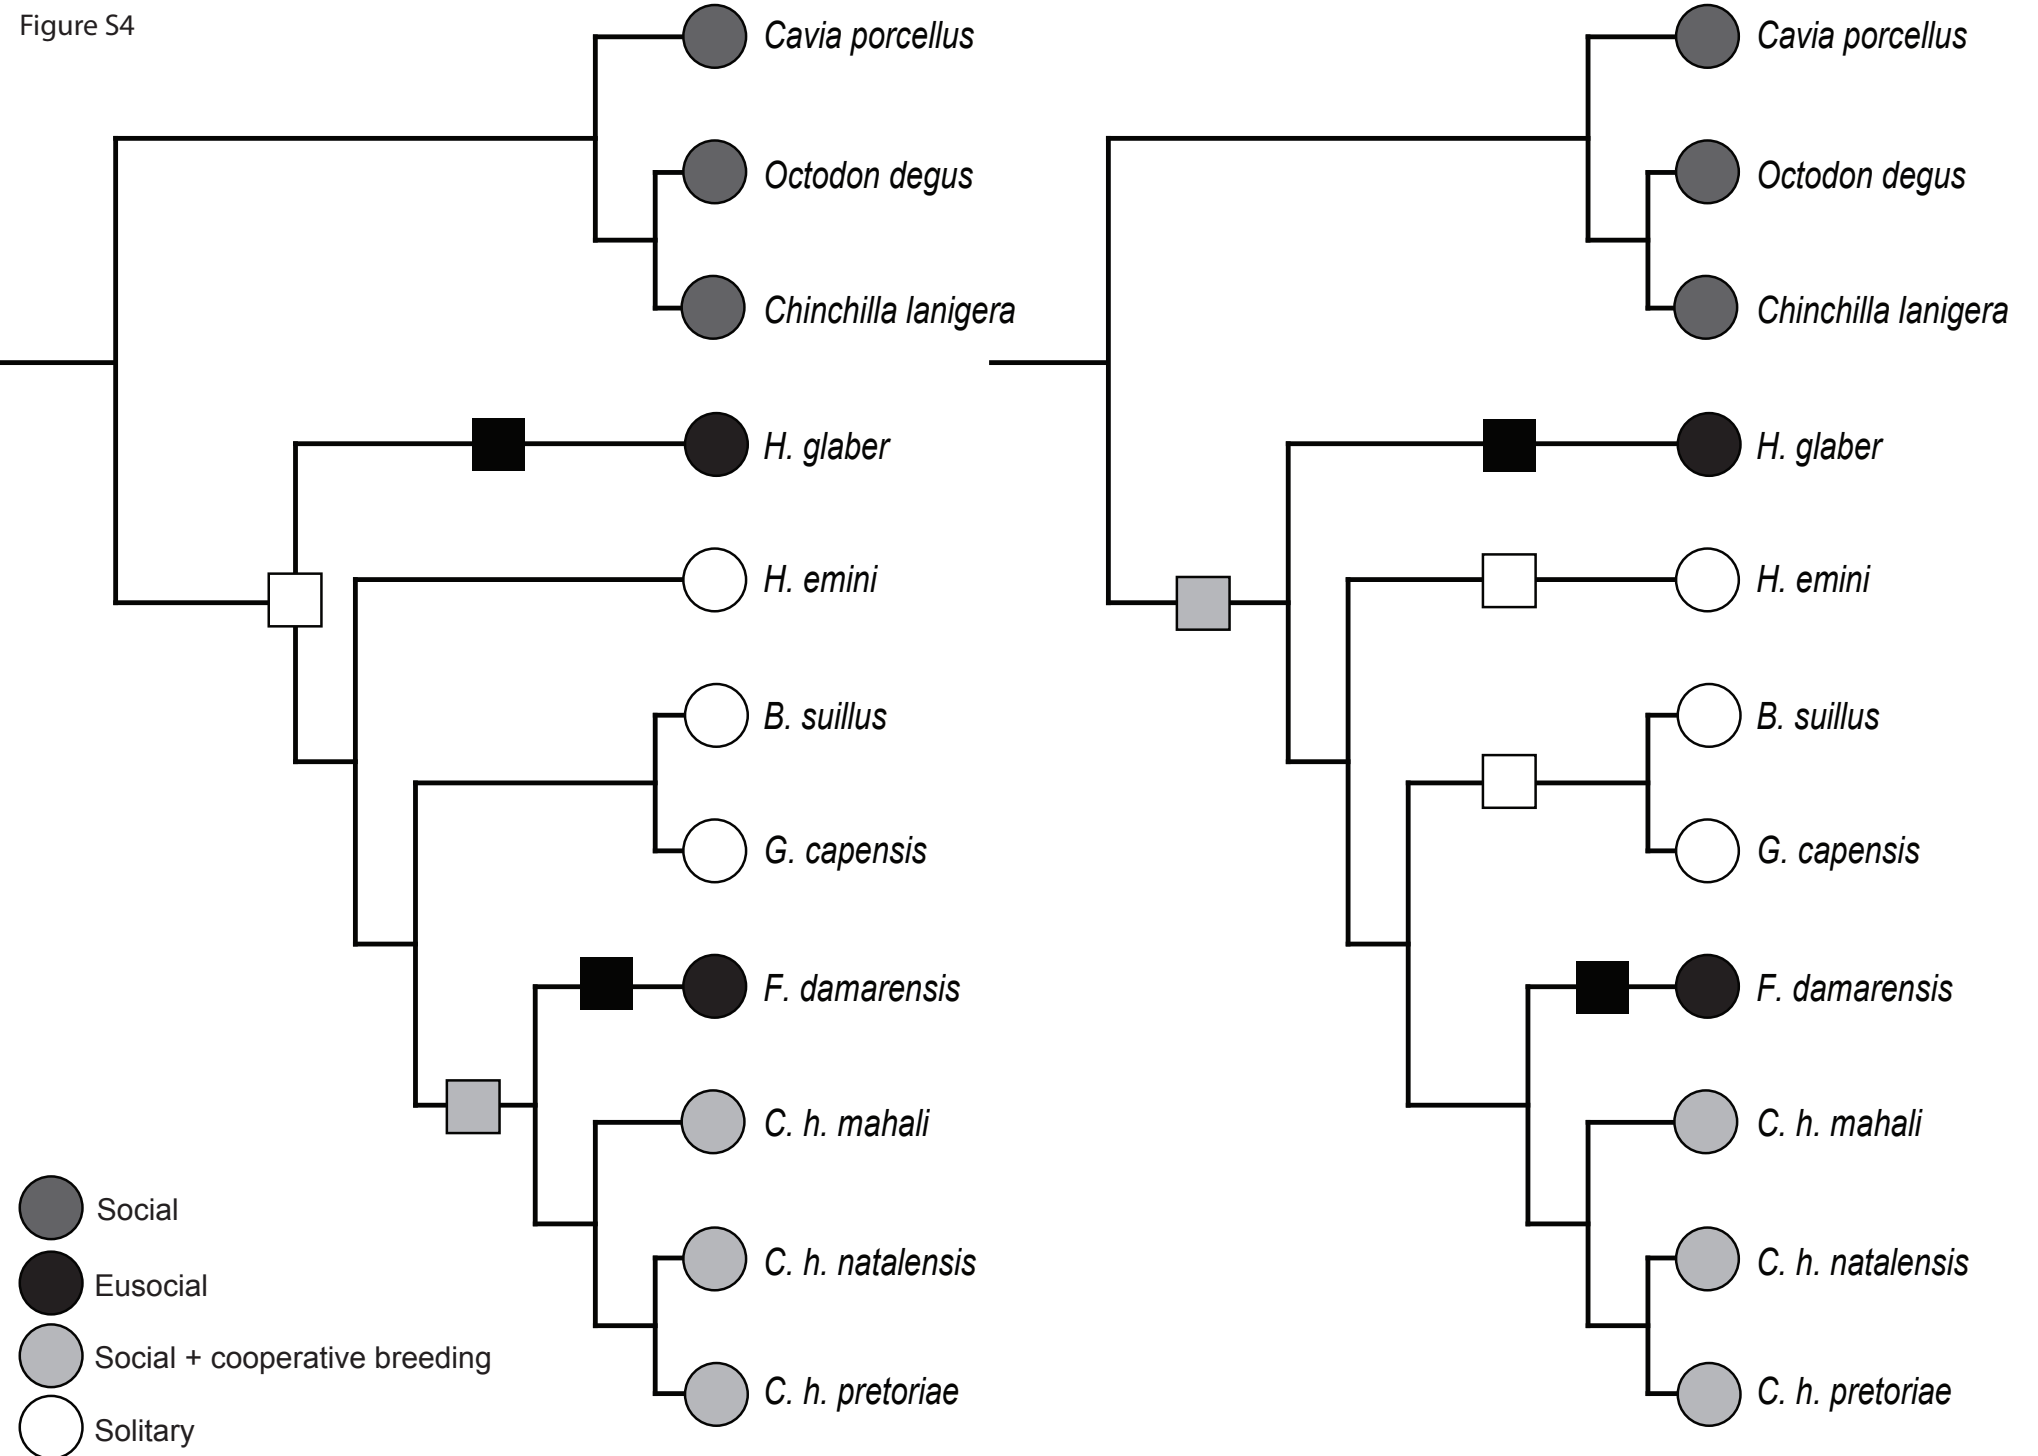 Figure S4
Cavia porcellus
Octodon degus
Chinchilla lanigera
H. glaber
H. emini
B. suillus
G. capensis
F. damarensis
C. h. mahali
C. h. natalensis
C. h. pretoriae
Social
Eusocial
Social + cooperative breeding
Solitary
Cavia porcellus
Octodon degus
Chinchilla lanigera
H. glaber
H. emini
B. suillus
G. capensis
F. damarensis
C. h. mahali
C. h. natalensis
C. h. pretoriae